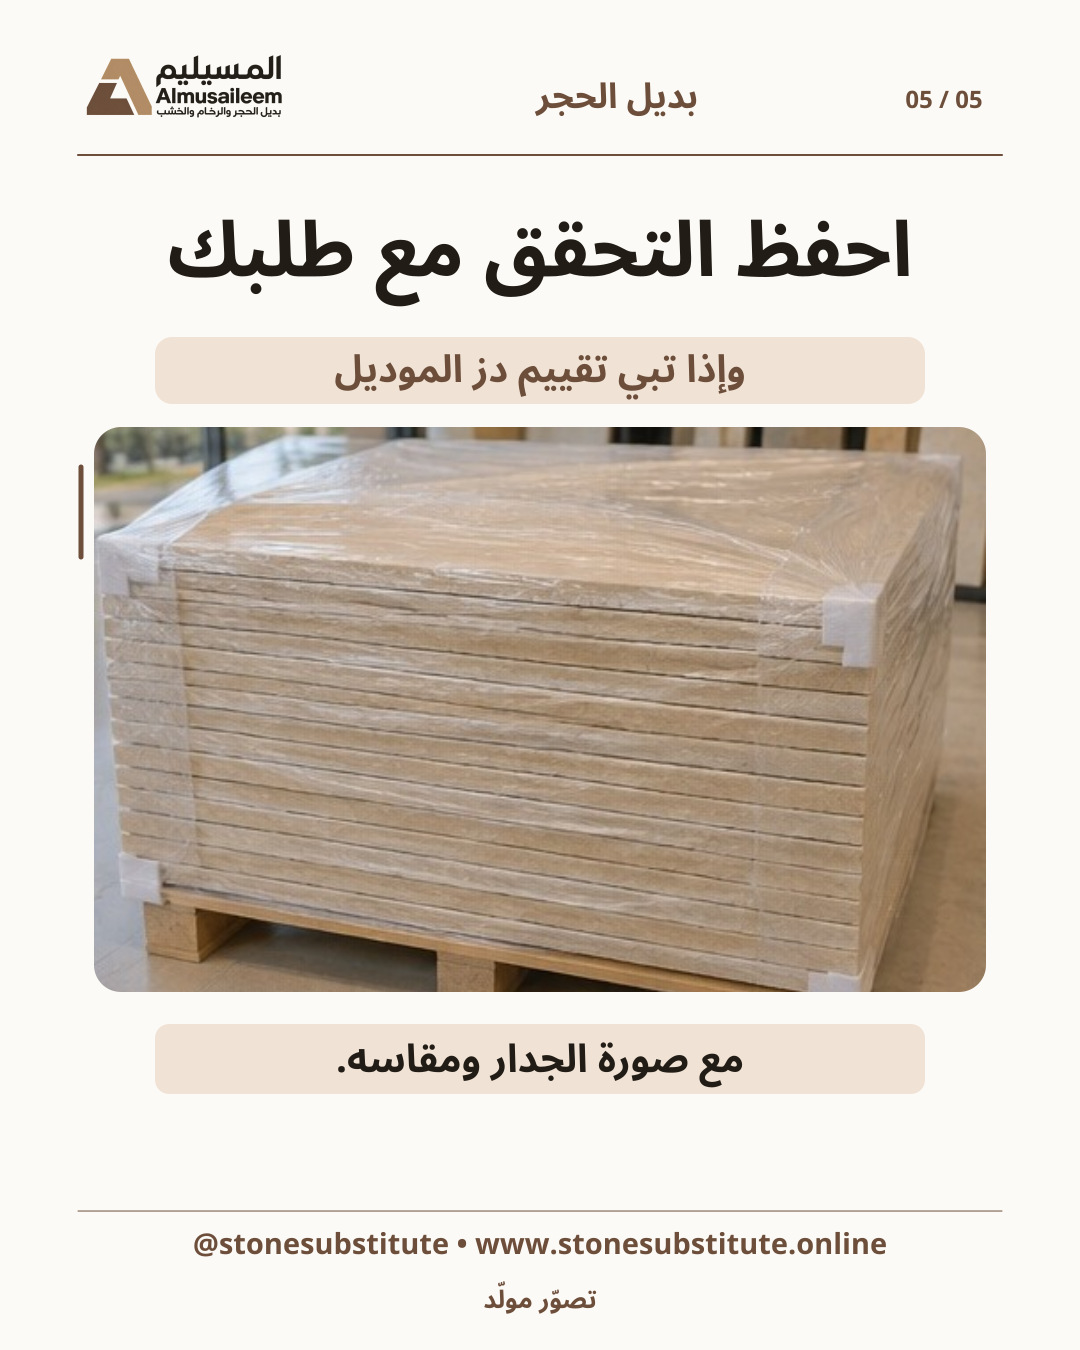 المسيليم
Almusaileem
بديل الحجر والرخام والخشب
بديل الحجر
05 / 05
احفظ التحقق مع طلبك
وإذا تبي تقييم دز الموديل
مع صورة الجدار ومقاسه.
@stonesubstitute • www.stonesubstitute.online
تصوّر مولّد